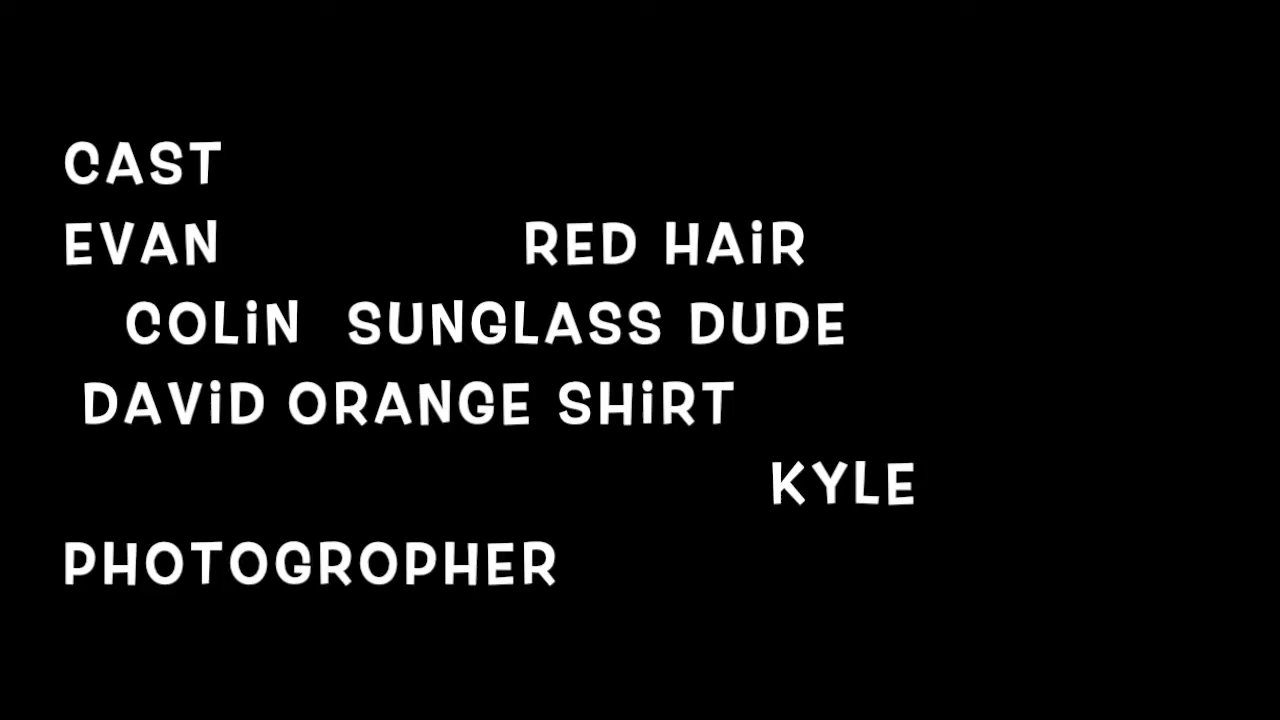 CAST
EVAN RED HAiR
COLiN SUNGLASS DUDE
DAViD ORANGE SHiRT
KYLE
PHOTOGROPHER